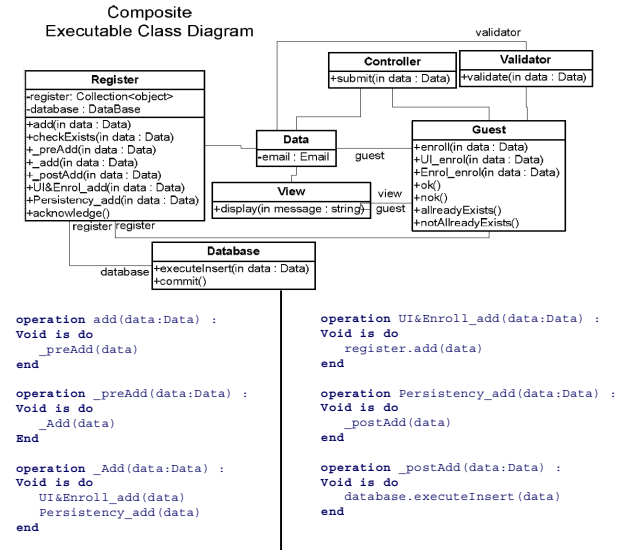 Composite
Executable Class Diagram
validator
Controller
+submit(in data : Data)
Validator
+validate(in data : Data)
Register
-register: Collection<object>
-database : DataBase
+add(in data : Data)
+checkExists(in data : Data)
+_preAdd(in data : Data)
+_add(in data : Data)
+_postAdd(in data : Data)
+UI&Enrol_add(in data : Data)
+Persistency_add(in data : Data)
+acknowledge()
Data
-email : Email
guest
Guest
+enroll(in data : Data)
+UI_enrol(in data : Data)
+Enrol_enrol(in data : Data)
+ok()
+nok()
+allreadyExists()
+notAllreadyExists()
View
+display(in message : string)
view
guest
register
register
database
Database
+executeInsert(in data : Data)
+commit()
operation add(data:Data) :
Void is do
_preAdd(data)
end
operation _preAdd(data:Data) :
Void is do
_Add(data)
End
operation _Add(data:Data) :
Void is do
UI&Enroll_add(data)
Persistency_add(data)
end
operation UI&Enroll_add(data:Data) :
Void is do
register.add(data)
end
operation Persistency_add(data:Data) :
Void is do
_postAdd(data)
end
operation _postAdd(data:Data) :
Void is do
database.executeInsert(data)
end